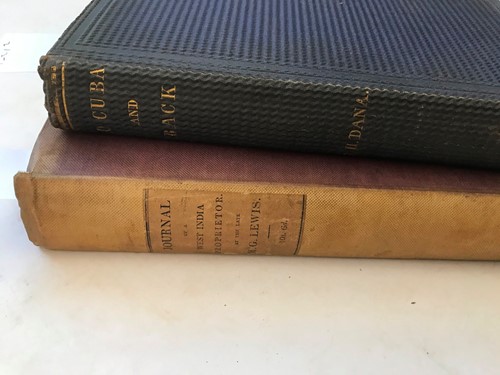 O CUBA
AND
BACK
H. DANA.
JOURNAL
OF A
WEST INDIA
PROPRIETOR.
BY THE LATE
M. G. LEWIS.